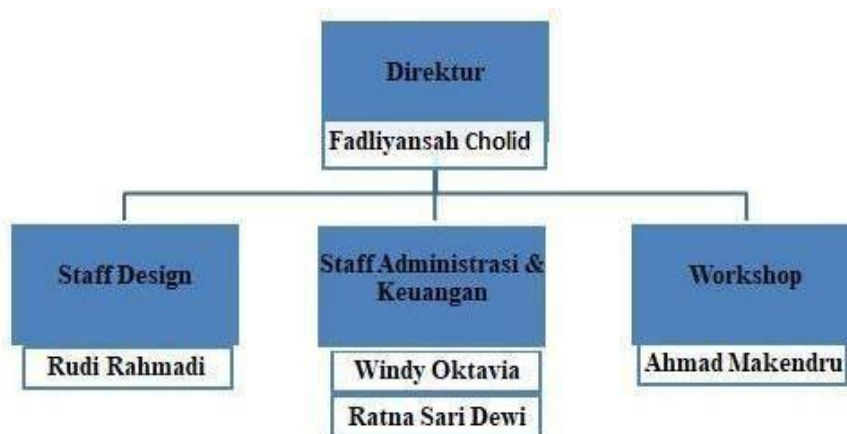 Direktur
Fadliyansah Cholid
Staff Design
Rudi Rahmadi
Staff Administrasi &
Keuangan
Windy Oktavia
Ratna Sari Dewi
Workshop
Ahmad Makendru